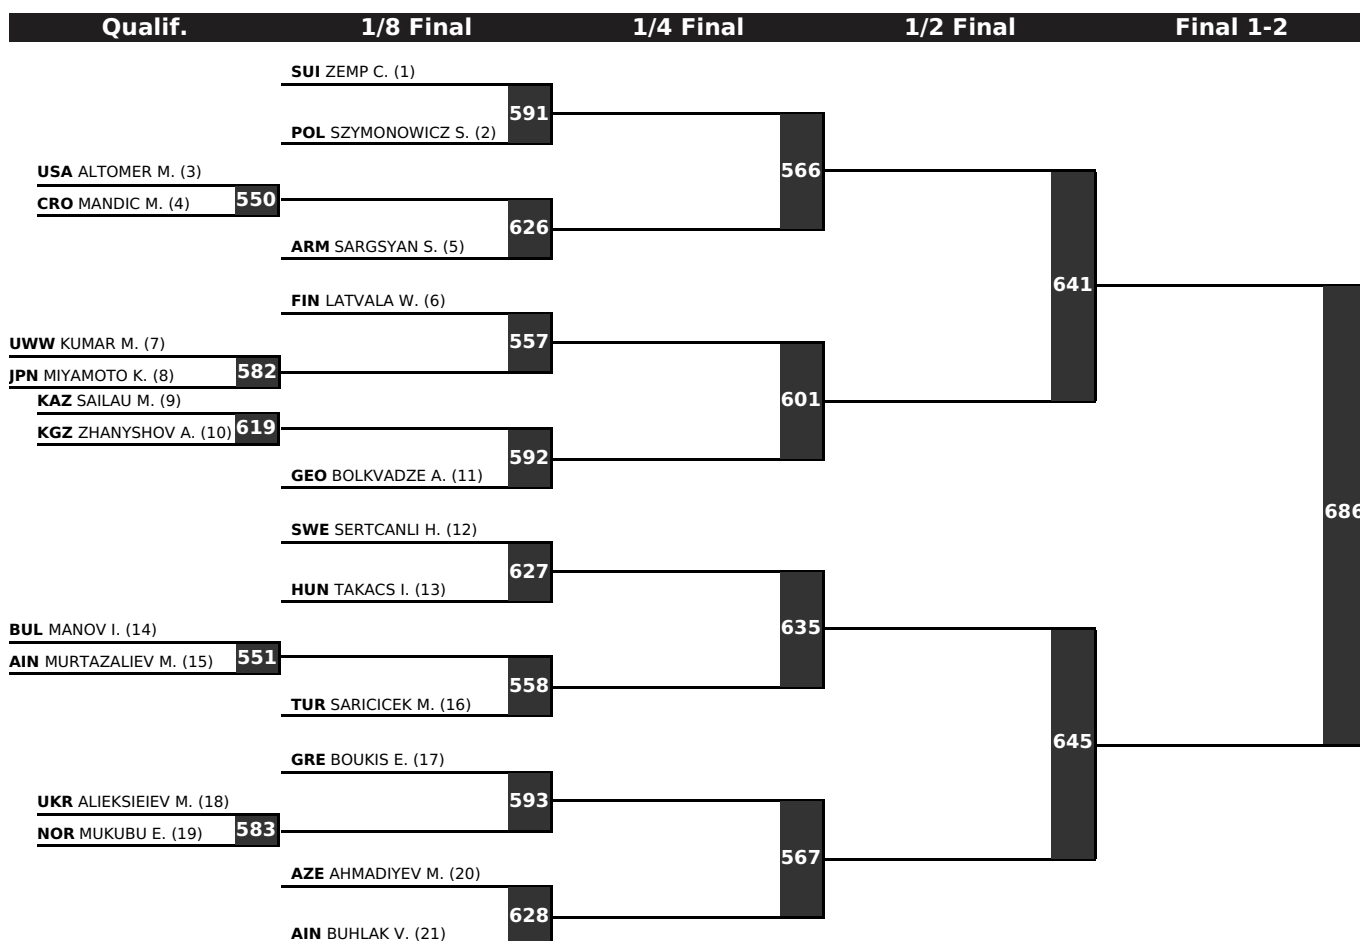 Qualif. 1/8 Final 1/4 Final 1/2 Final Final 1-2
SUI ZEMP C. (1)
591
POL SZYMONOWICZ S. (2)
566
USA ALTOMER M. (3)
550
CRO MANDIC M. (4)
626
ARM SARGSYAN S. (5)
641
FIN LATVALA W. (6)
557
UWW KUMAR M. (7)
582
JPN MIYAMOTO K. (8)
601
KAZ SAILAU M. (9)
619
KGZ ZHANYSHOV A. (10)
592
GEO BOLKVADZE A. (11)
686
SWE SERTCANLI H. (12)
627
HUN TAKACS I. (13)
635
BUL MANOV I. (14)
551
AIN MURTAZALIEV M. (15)
558
TUR SARICICEK M. (16)
645
GRE BOUKIS E. (17)
593
UKR ALIEKSIEIEV M. (18)
583
NOR MUKUBU E. (19)
567
AZE AHMADIYEV M. (20)
628
AIN BUHLAK V. (21)